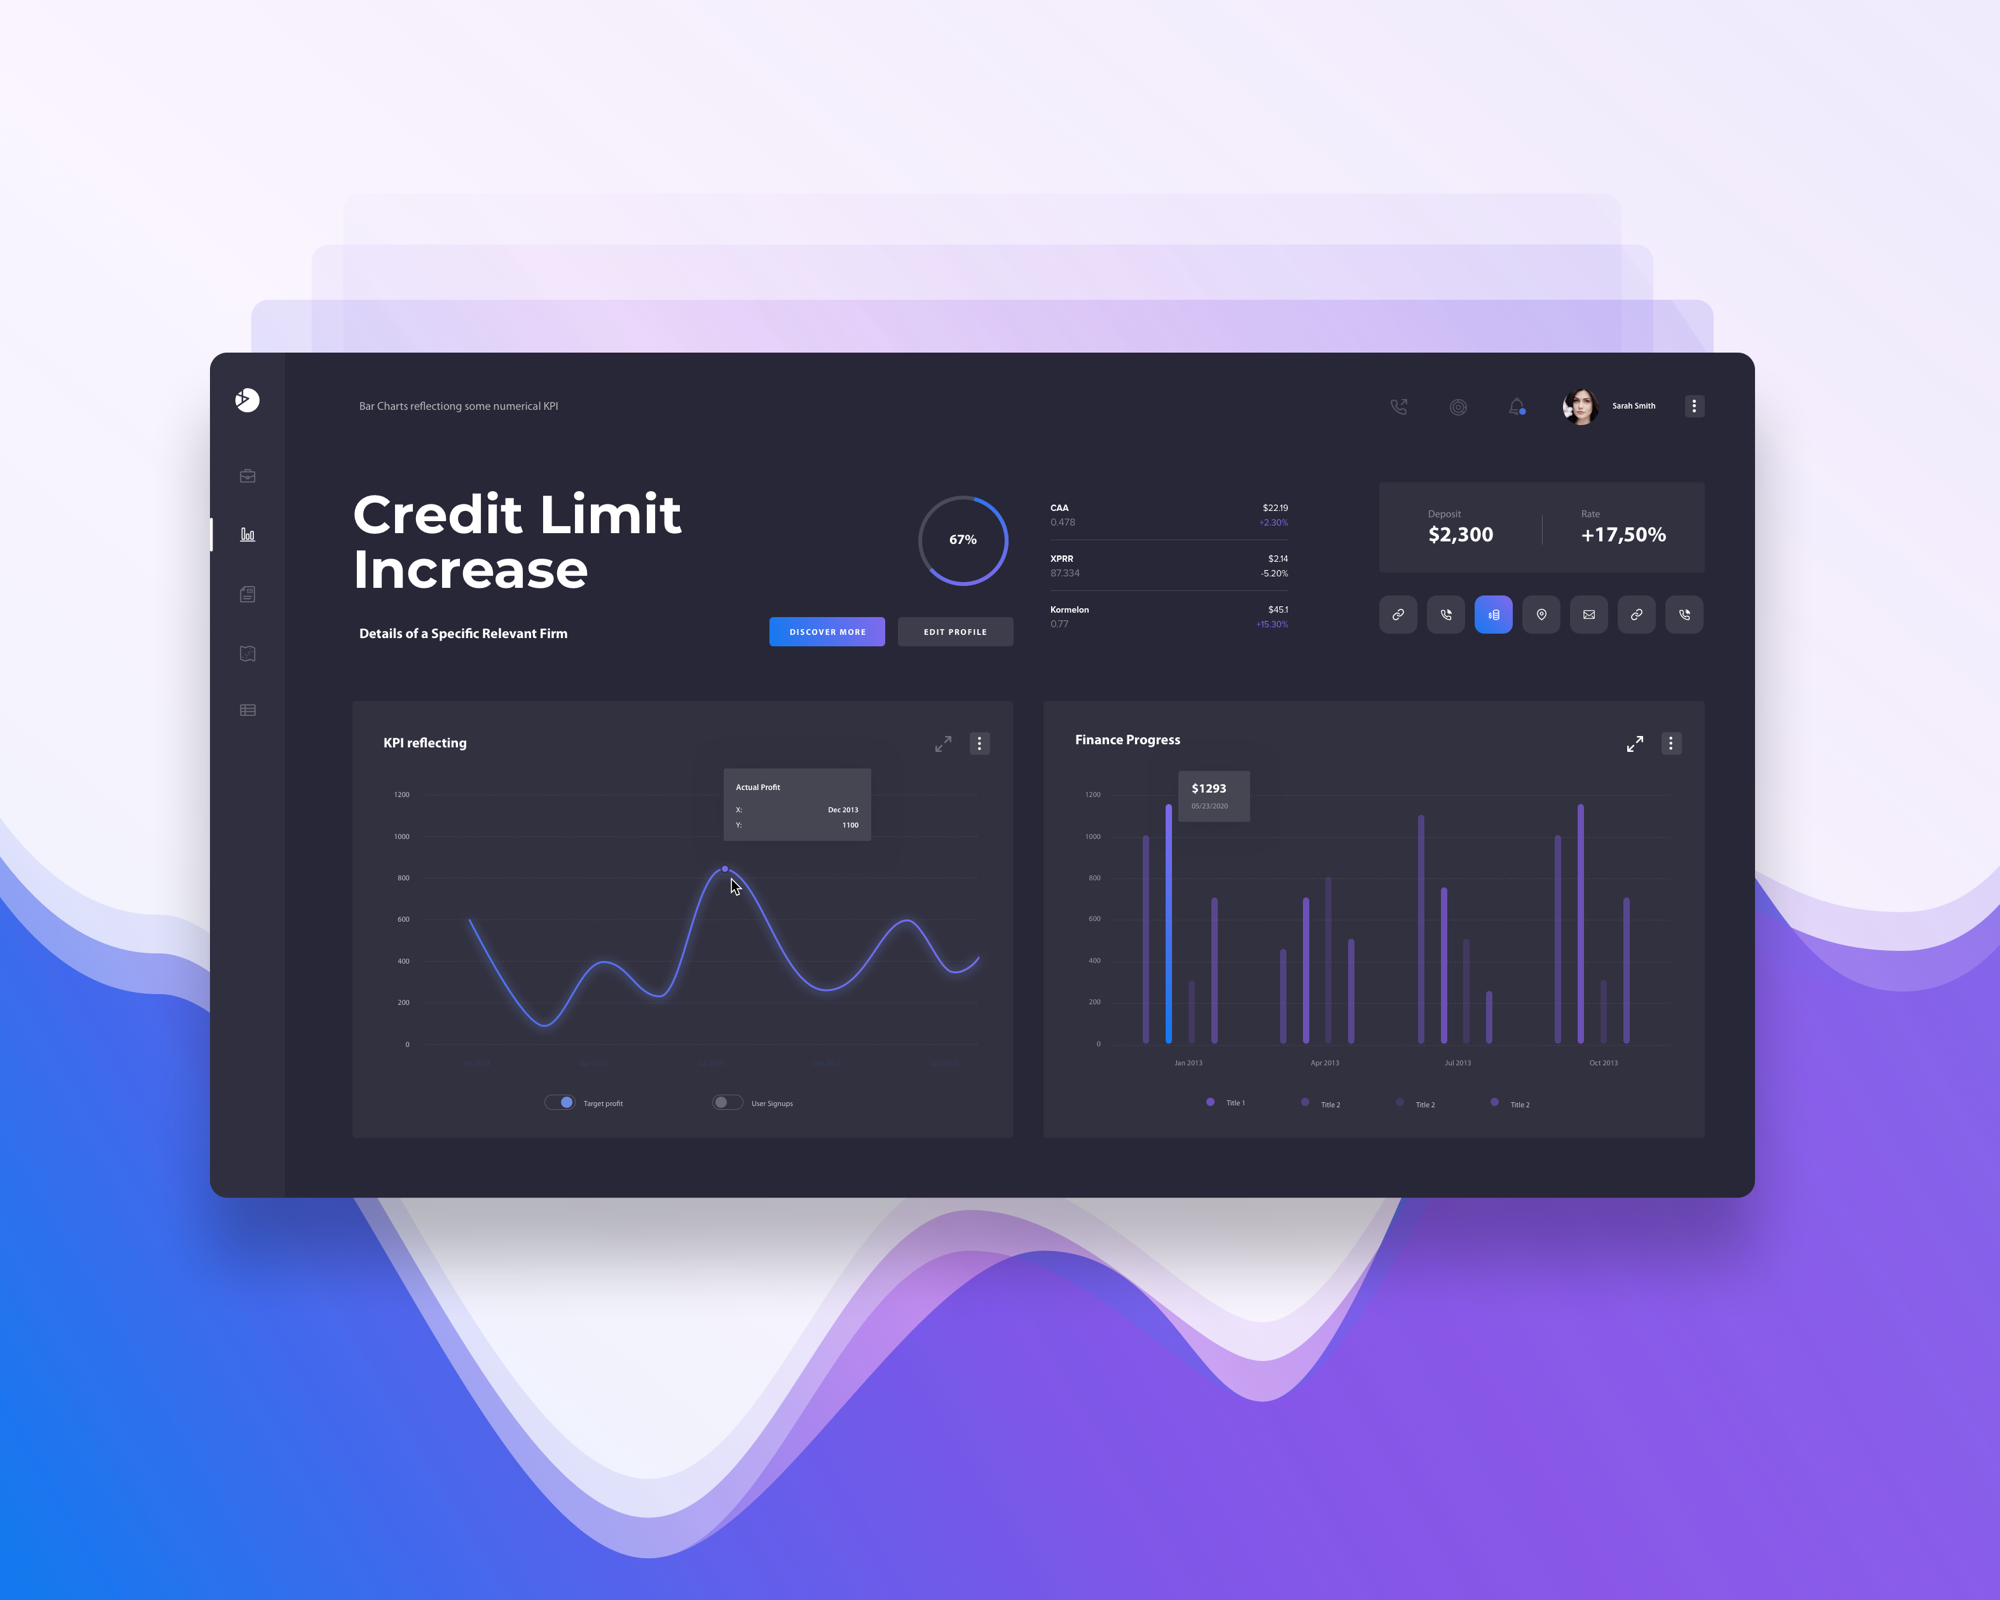 Bar Charts reflectiong some numerical KPI
Sarah Smith
Credit Limit
Increase
Details of a Specific Relevant Firm
67%
DISCOVER MORE
EDIT PROFILE
CAA
$22.19
0.478
+2.30%
XPRR
$2.14
87.334
-5.20%
Kormelon
$45.1
0.77
+15.30%
Deposit
$2,300
Rate
+17,50%
KPI reflecting
Actual Profit
X:
Dec 2013
Y:
1100
1200
1000
800
600
400
200
0
Target profit
User Signups
Finance Progress
$1293
05/23/2020
1200
1000
800
600
400
200
0
Jan 2013
Apr 2013
Jul 2013
Oct 2013
Title 1
Title 2
Title 2
Title 2